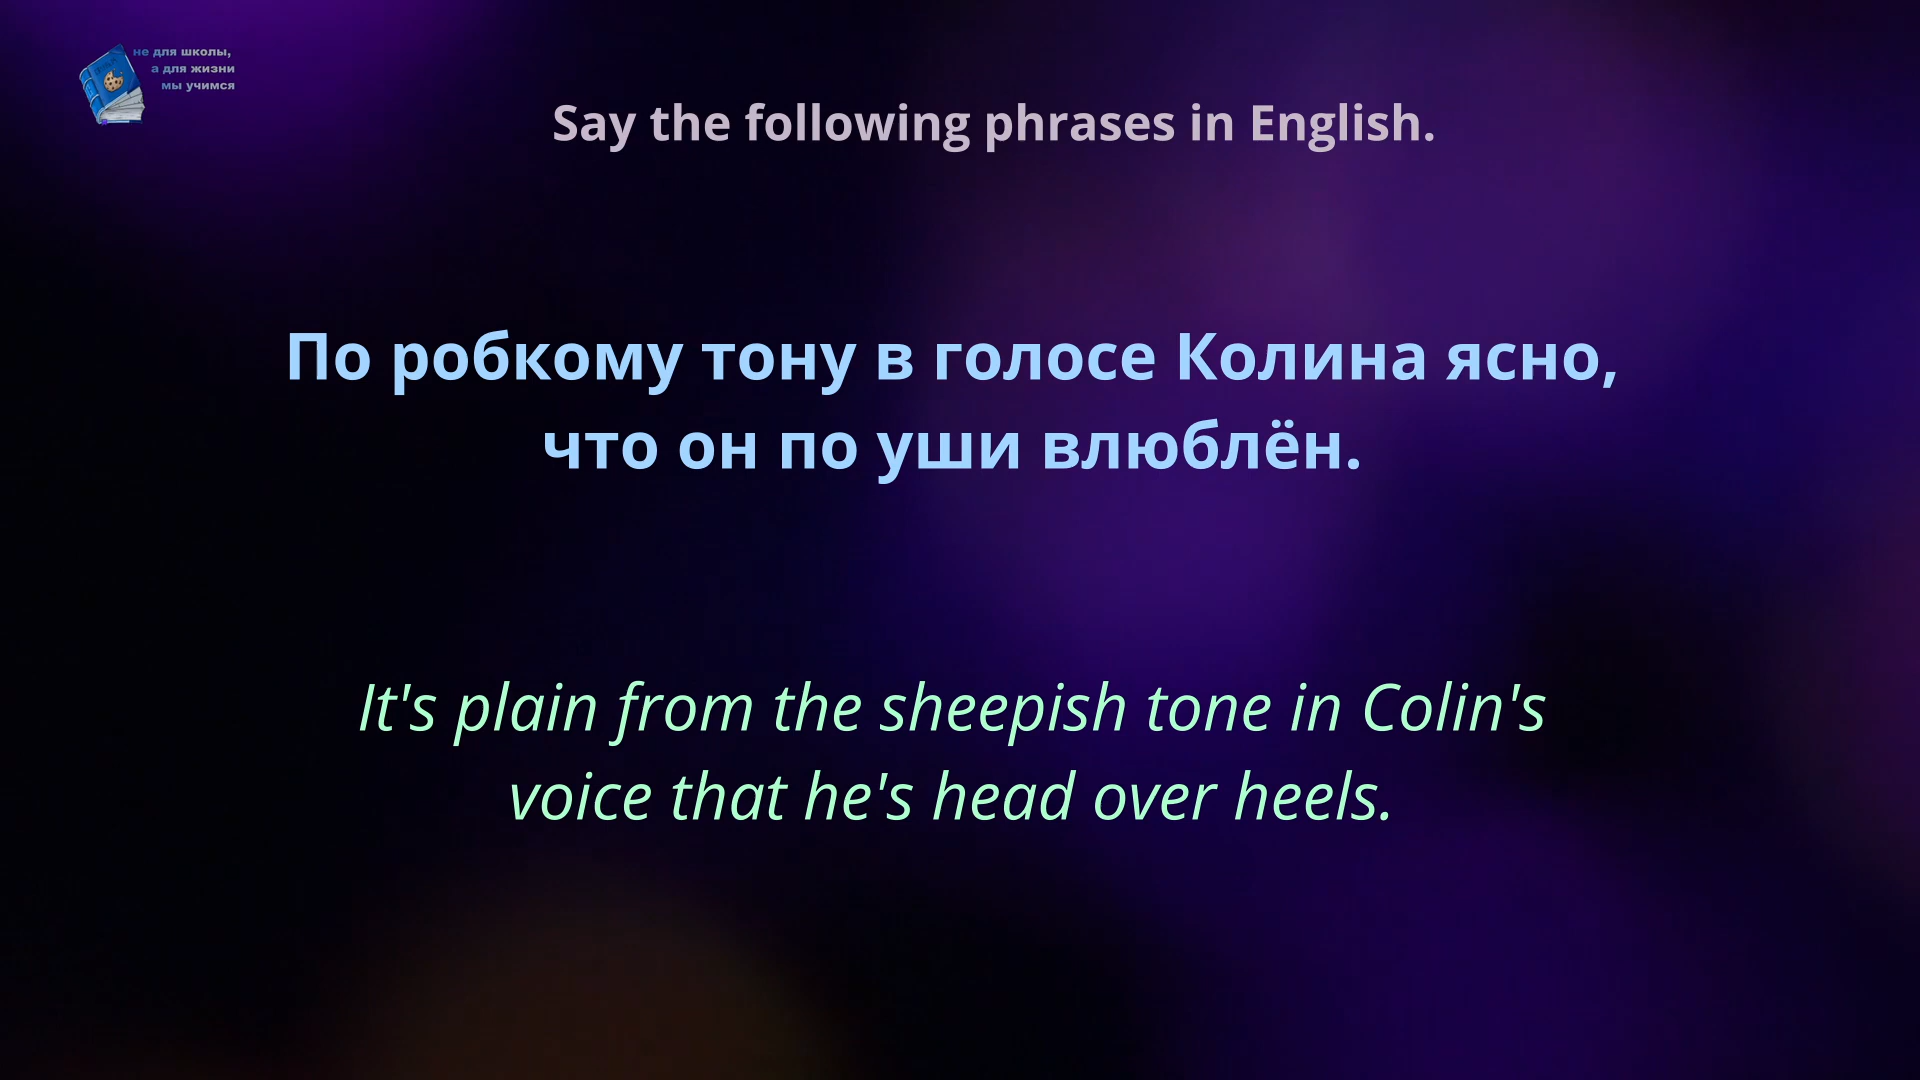 не для школы,
а для жизни
мы учимся
Say the following phrases in English.
По робкому тону в голосе Колина ясно,
что он по уши влюблён.
It's plain from the sheepish tone in Colin's
voice that he's head over heels.